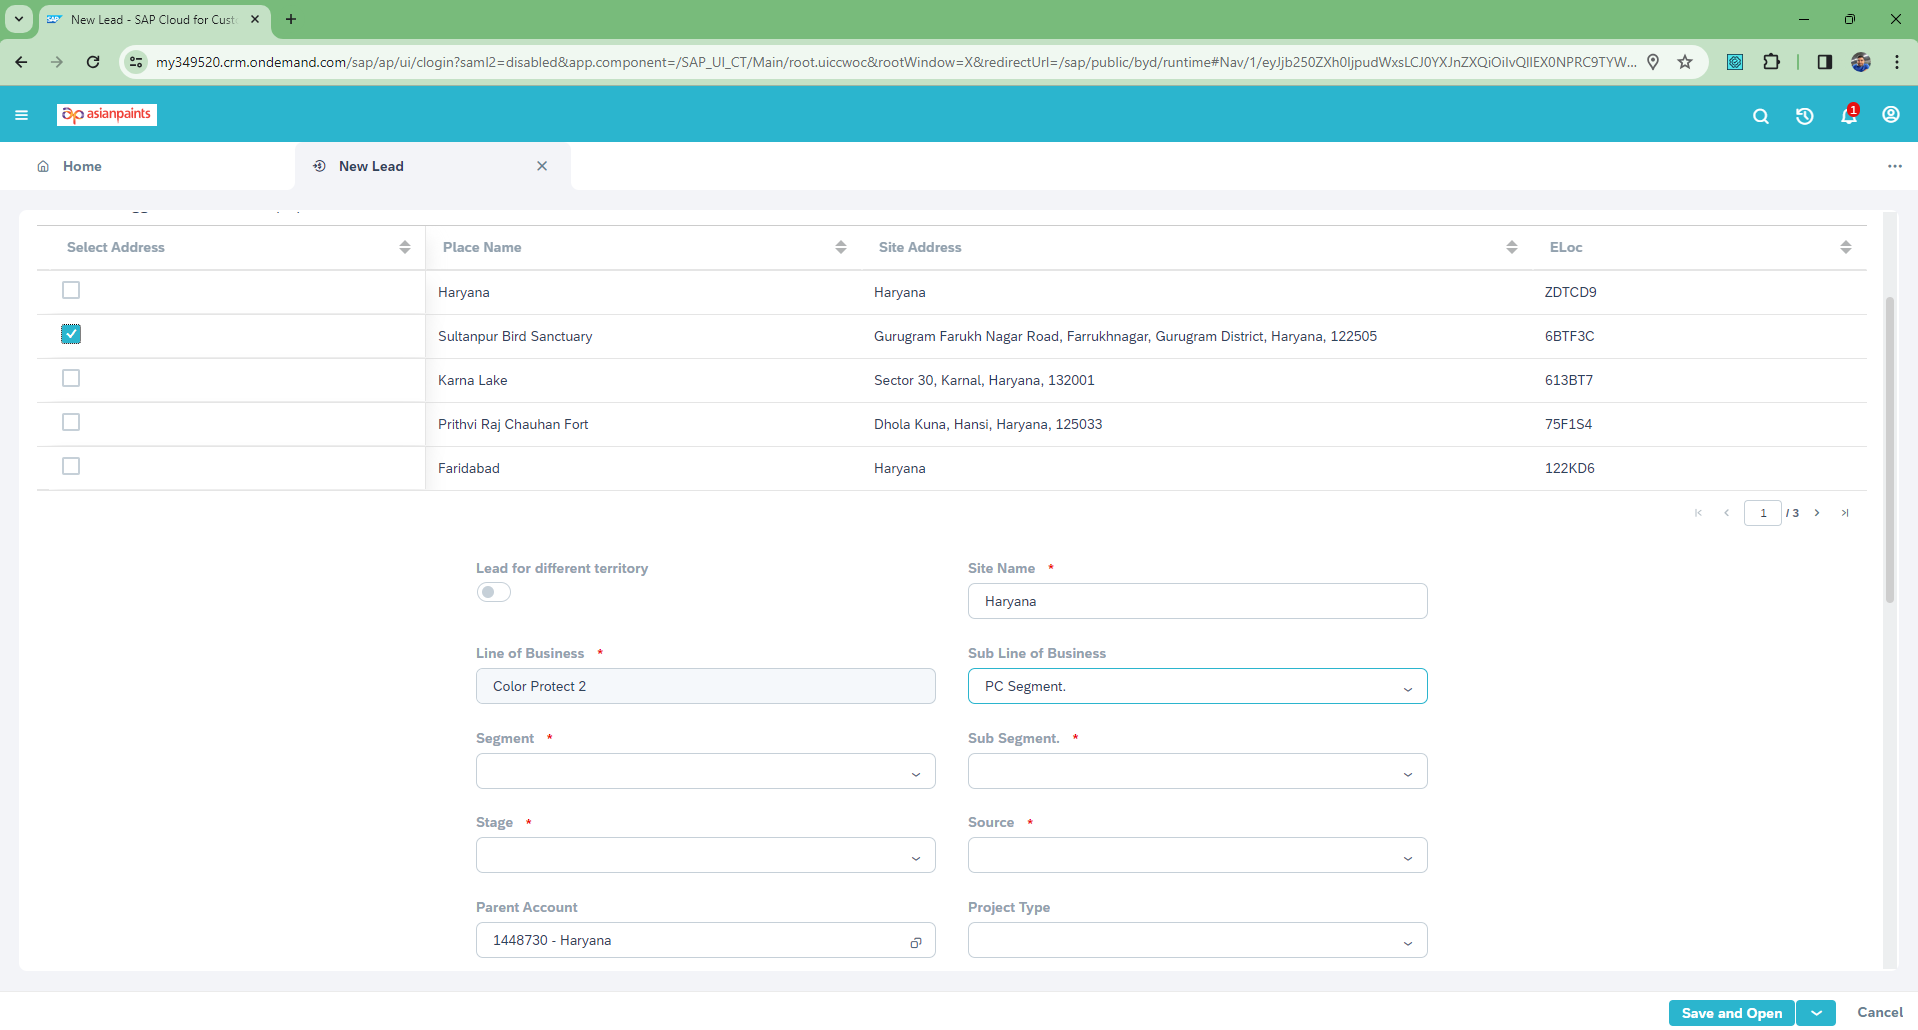 SAP New Lead - SAP Cloud for Cust
my349520.crm.ondemand.com/sap/ap/ui/clogin?saml2=disabled&app.component=/SAP_UI_CT/Main/root.uiccwoc&rootWindow=X&redirectUrl=/sap/public/byd/runtime#Nav/1/eyJjb250ZXh0IjpudWxsLCJ0YXJnZXQiOiIvQllEX0NPRC9TYW...
ap asianpaints
1
Home
New Lead
Select Address Place Name Site Address ELoc
Haryana Haryana ZDTCD9
Sultanpur Bird Sanctuary Gurugram Farukh Nagar Road, Farrukhnagar, Gurugram District, Haryana, 122505 6BTF3C
Karna Lake Sector 30, Karnal, Haryana, 132001 613BT7
Prithvi Raj Chauhan Fort Dhola Kuna, Hansi, Haryana, 125033 75F1S4
Faridabad Haryana 122KD6
1 / 3
Lead for different territory
Site Name *
Haryana
Line of Business *
Color Protect 2
Sub Line of Business
PC Segment.
Segment *
Sub Segment. *
Stage *
Source *
Parent Account
1448730 - Haryana
Project Type
Save and Open
Cancel